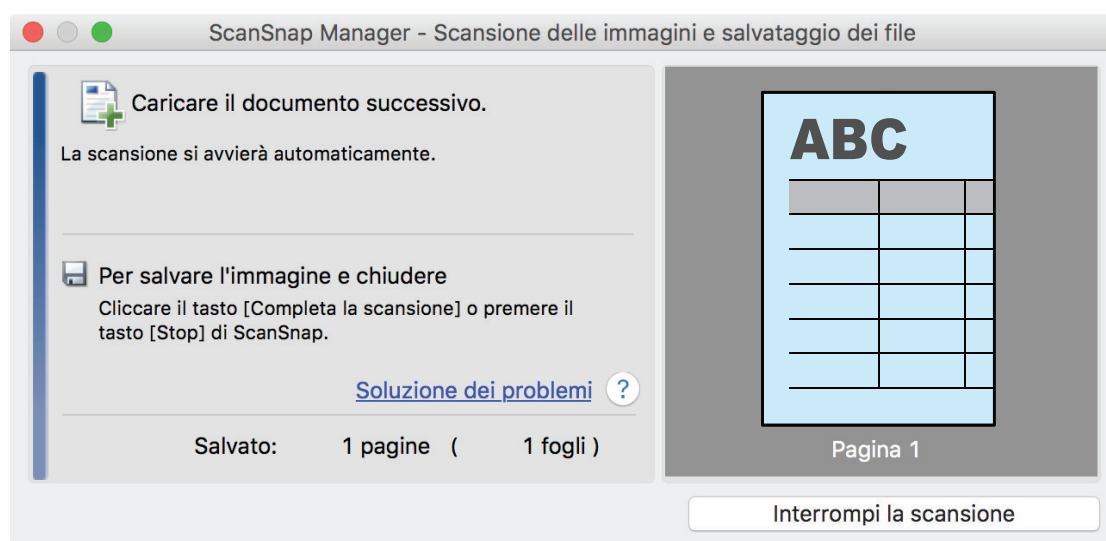 ScanSnap Manager - Scansione delle immagini e salvataggio dei file
Caricare il documento successivo.
La scansione si avvierà automaticamente.
Per salvare l'immagine e chiudere
Cliccare il tasto [Completa la scansione] o premere il
tasto [Stop] di ScanSnap.
Soluzione dei problemi ?
Salvato: 1 pagine ( 1 fogli )
ABC
Pagina 1
Interrompi la scansione